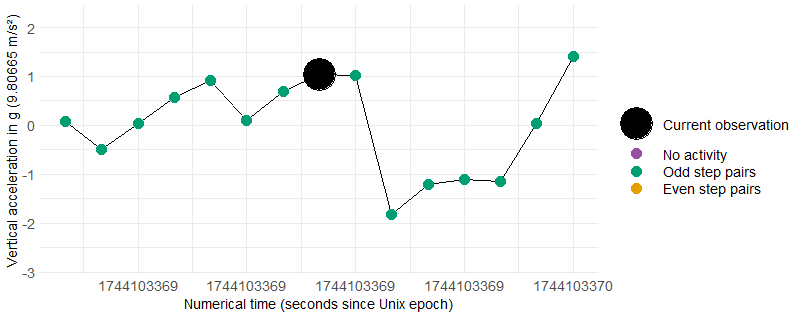 Vertical acceleration in g (9.80665 m/s²)
2
1
0
-1
-2
-3
1744103369 1744103369 1744103369 1744103369 1744103370
Numerical time (seconds since Unix epoch)
Current observation
No activity
Odd step pairs
Even step pairs